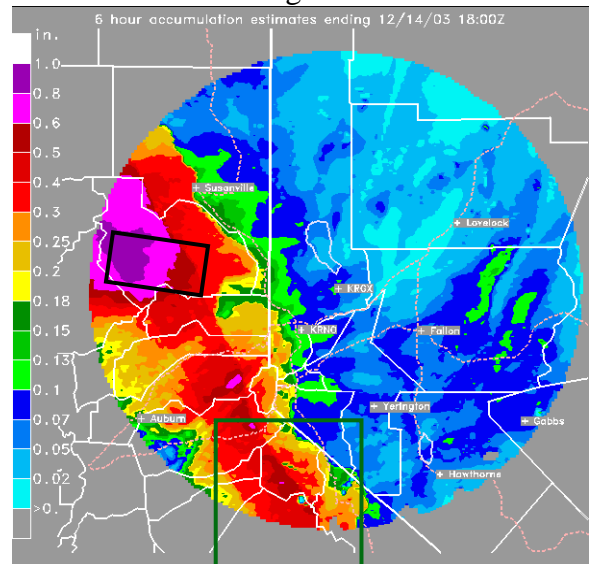 6 hour accumulation estimates ending 12/14/03 18:00Z
in.
1.0
0.8
0.6
0.5
0.4
0.3
0.25
0.2
0.18
0.15
0.13
0.1
0.07
0.05
0.02
>0.
+ Susanville
+ Lovelock
+ KRGX
+ KRNO
+ Fallon
+ Yerington
+ Auburn
+ Gabbs
+ Hawthorne